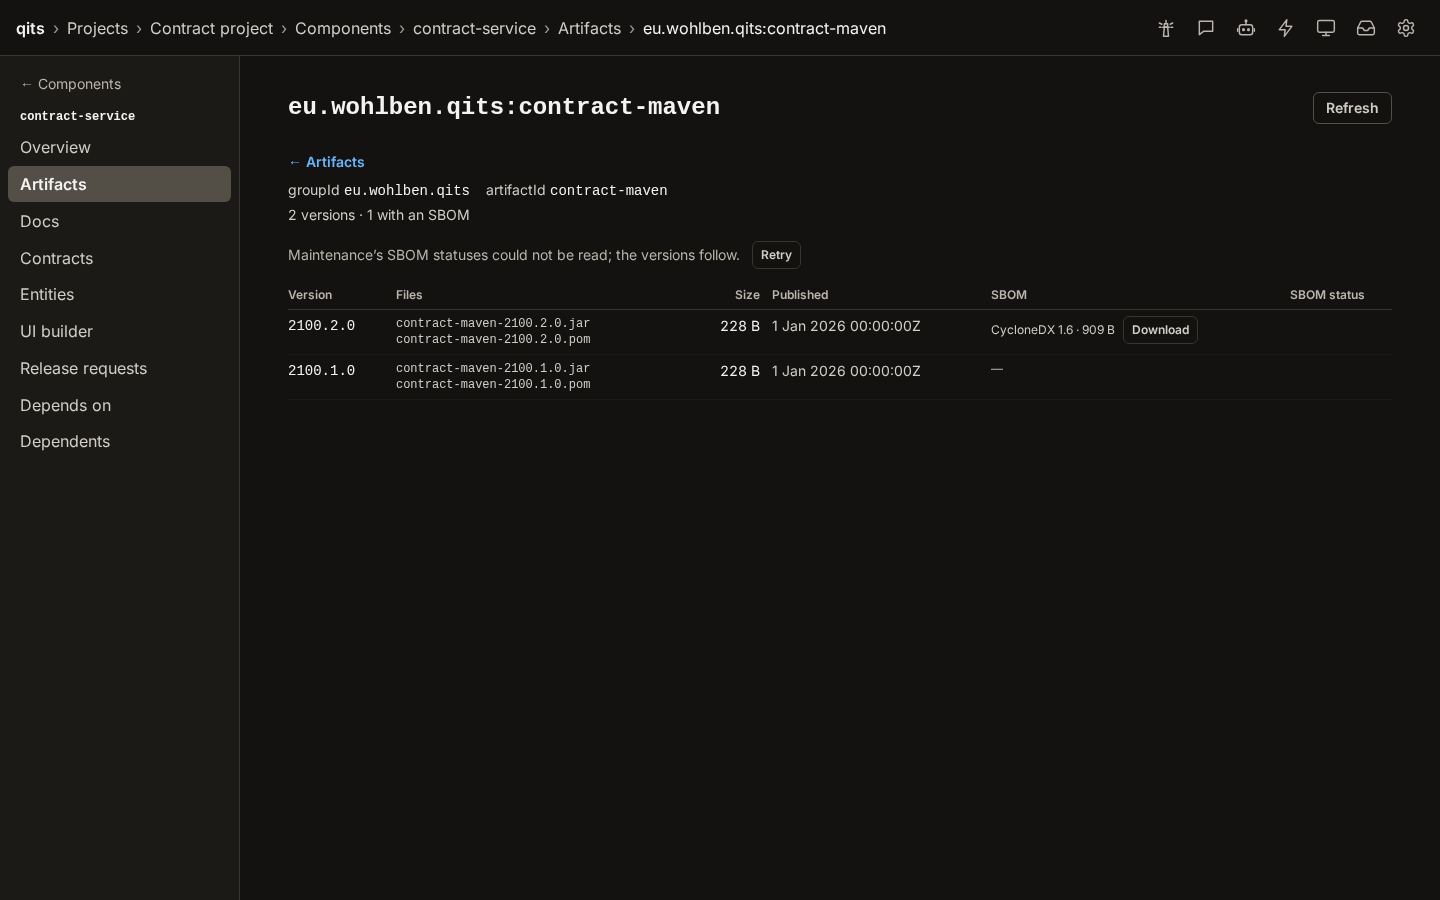 qits › Projects › Contract project › Components › contract-service › Artifacts › eu.wohlben.qits:contract-maven
← Components
contract-service
Overview
Artifacts
Docs
Contracts
Entities
UI builder
Release requests
Depends on
Dependents
eu.wohlben.qits:contract-maven
Refresh
← Artifacts
groupId eu.wohlben.qits artifactId contract-maven
2 versions · 1 with an SBOM
Maintenance’s SBOM statuses could not be read; the versions follow. Retry
Version Files Size Published SBOM SBOM status
2100.2.0 contract-maven-2100.2.0.jar 228 B 1 Jan 2026 00:00:00Z CycloneDX 1.6 · 909 B Download
contract-maven-2100.2.0.pom
2100.1.0 contract-maven-2100.1.0.jar 228 B 1 Jan 2026 00:00:00Z —
contract-maven-2100.1.0.pom